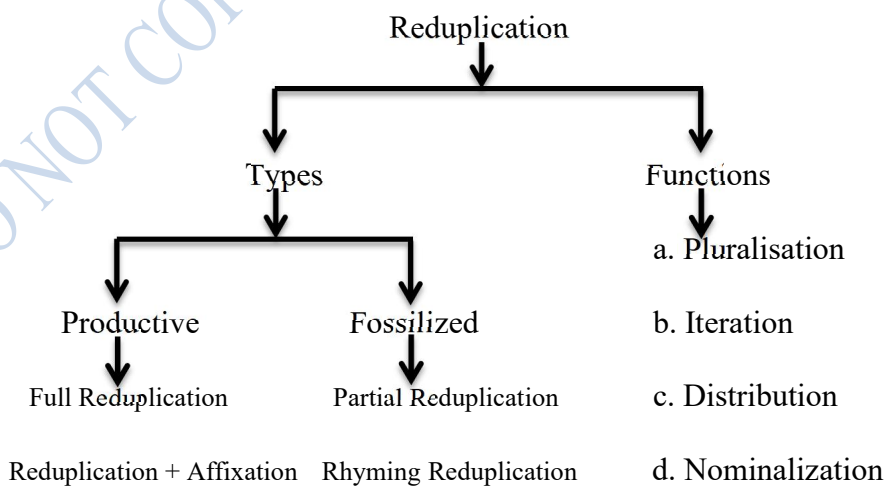 Reduplication
Types
Functions
a. Pluralisation
Productive
Fossilized
b. Iteration
Full Reduplication
Partial Reduplication
c. Distribution
Reduplication + Affixation
Rhyming Reduplication
d. Nominalization